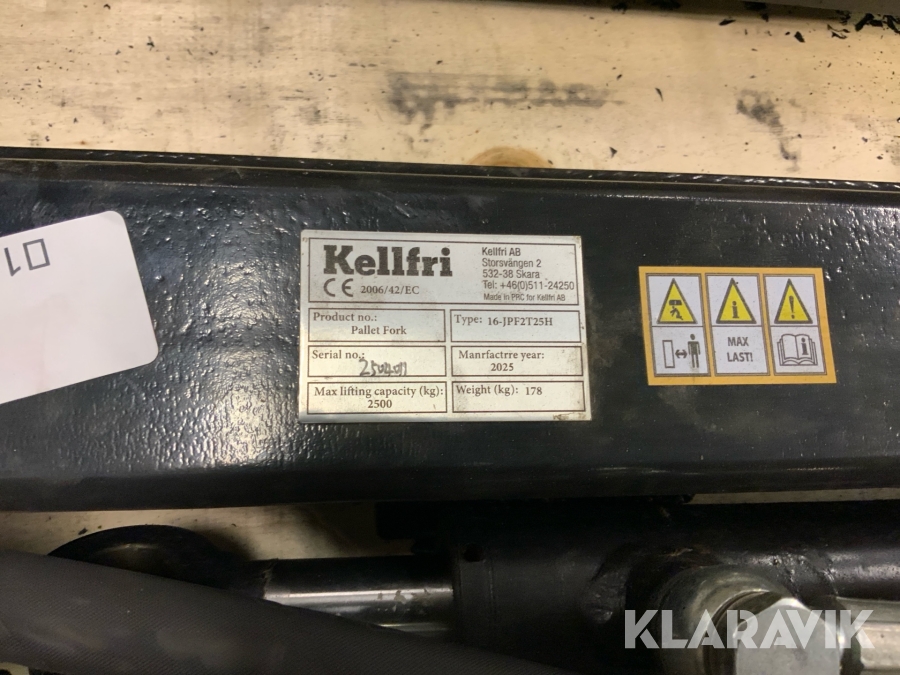 Kellfri
CE 2006/42/EC
Kellfri AB
Storsvängen 2
532-38 Skara
Tel: +46(0)511-24250
Made in PRC for Kellfri AB
Product no.:
Pallet Fork
Type: 16-JPF2T25H
Serial no.:
Manrfactrre year:
2025
Max lifting capacity (kg):
2500
Weight (kg): 178
MAX
LAST!
KLARAVIK